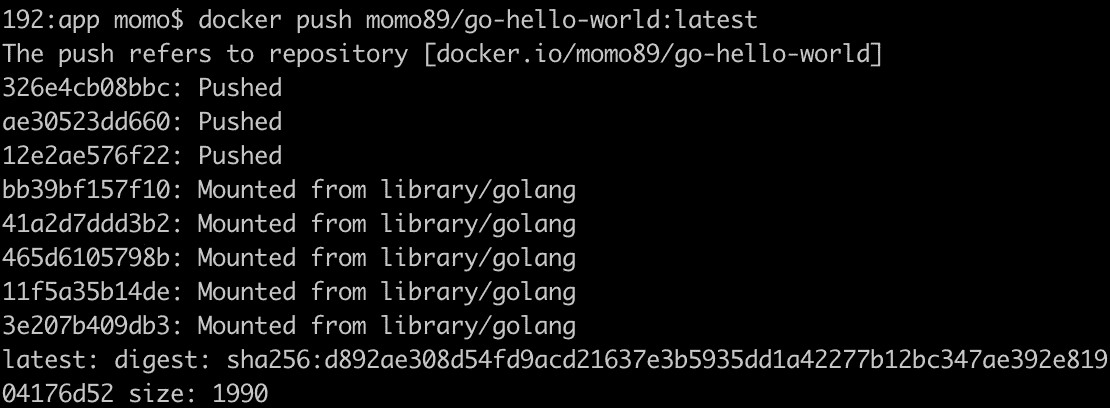 192:app momo$ docker push momo89/go-hello-world:latest
The push refers to repository [docker.io/momo89/go-hello-world]
326e4cb08bbc: Pushed
ae30523dd660: Pushed
12e2ae576f22: Pushed
bb39bf157f10: Mounted from library/golang
41a2d7ddd3b2: Mounted from library/golang
465d6105798b: Mounted from library/golang
11f5a35b14de: Mounted from library/golang
3e207b409db3: Mounted from library/golang
latest: digest: sha256:d892ae308d54fd9acd21637e3b5935dd1a42277b12bc347ae392e819
04176d52 size: 1990